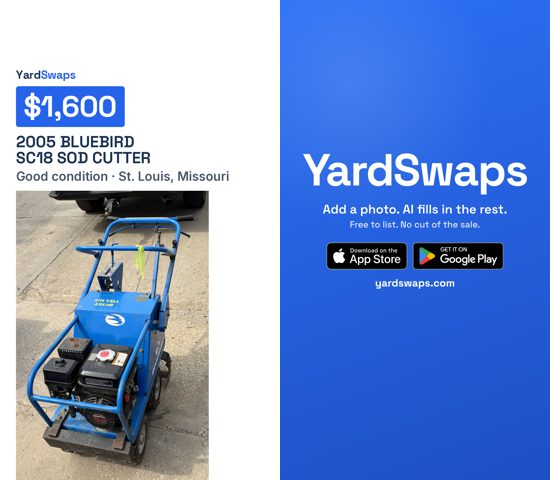 YardSwaps
$1,600
2005 BLUEBIRD
SC18 SOD CUTTER
Good condition · St. Louis, Missouri
YardSwaps
Add a photo. AI fills in the rest.
Free to list. No cut of the sale.
Download on the
App Store
GET IT ON
Google Play
yardswaps.com